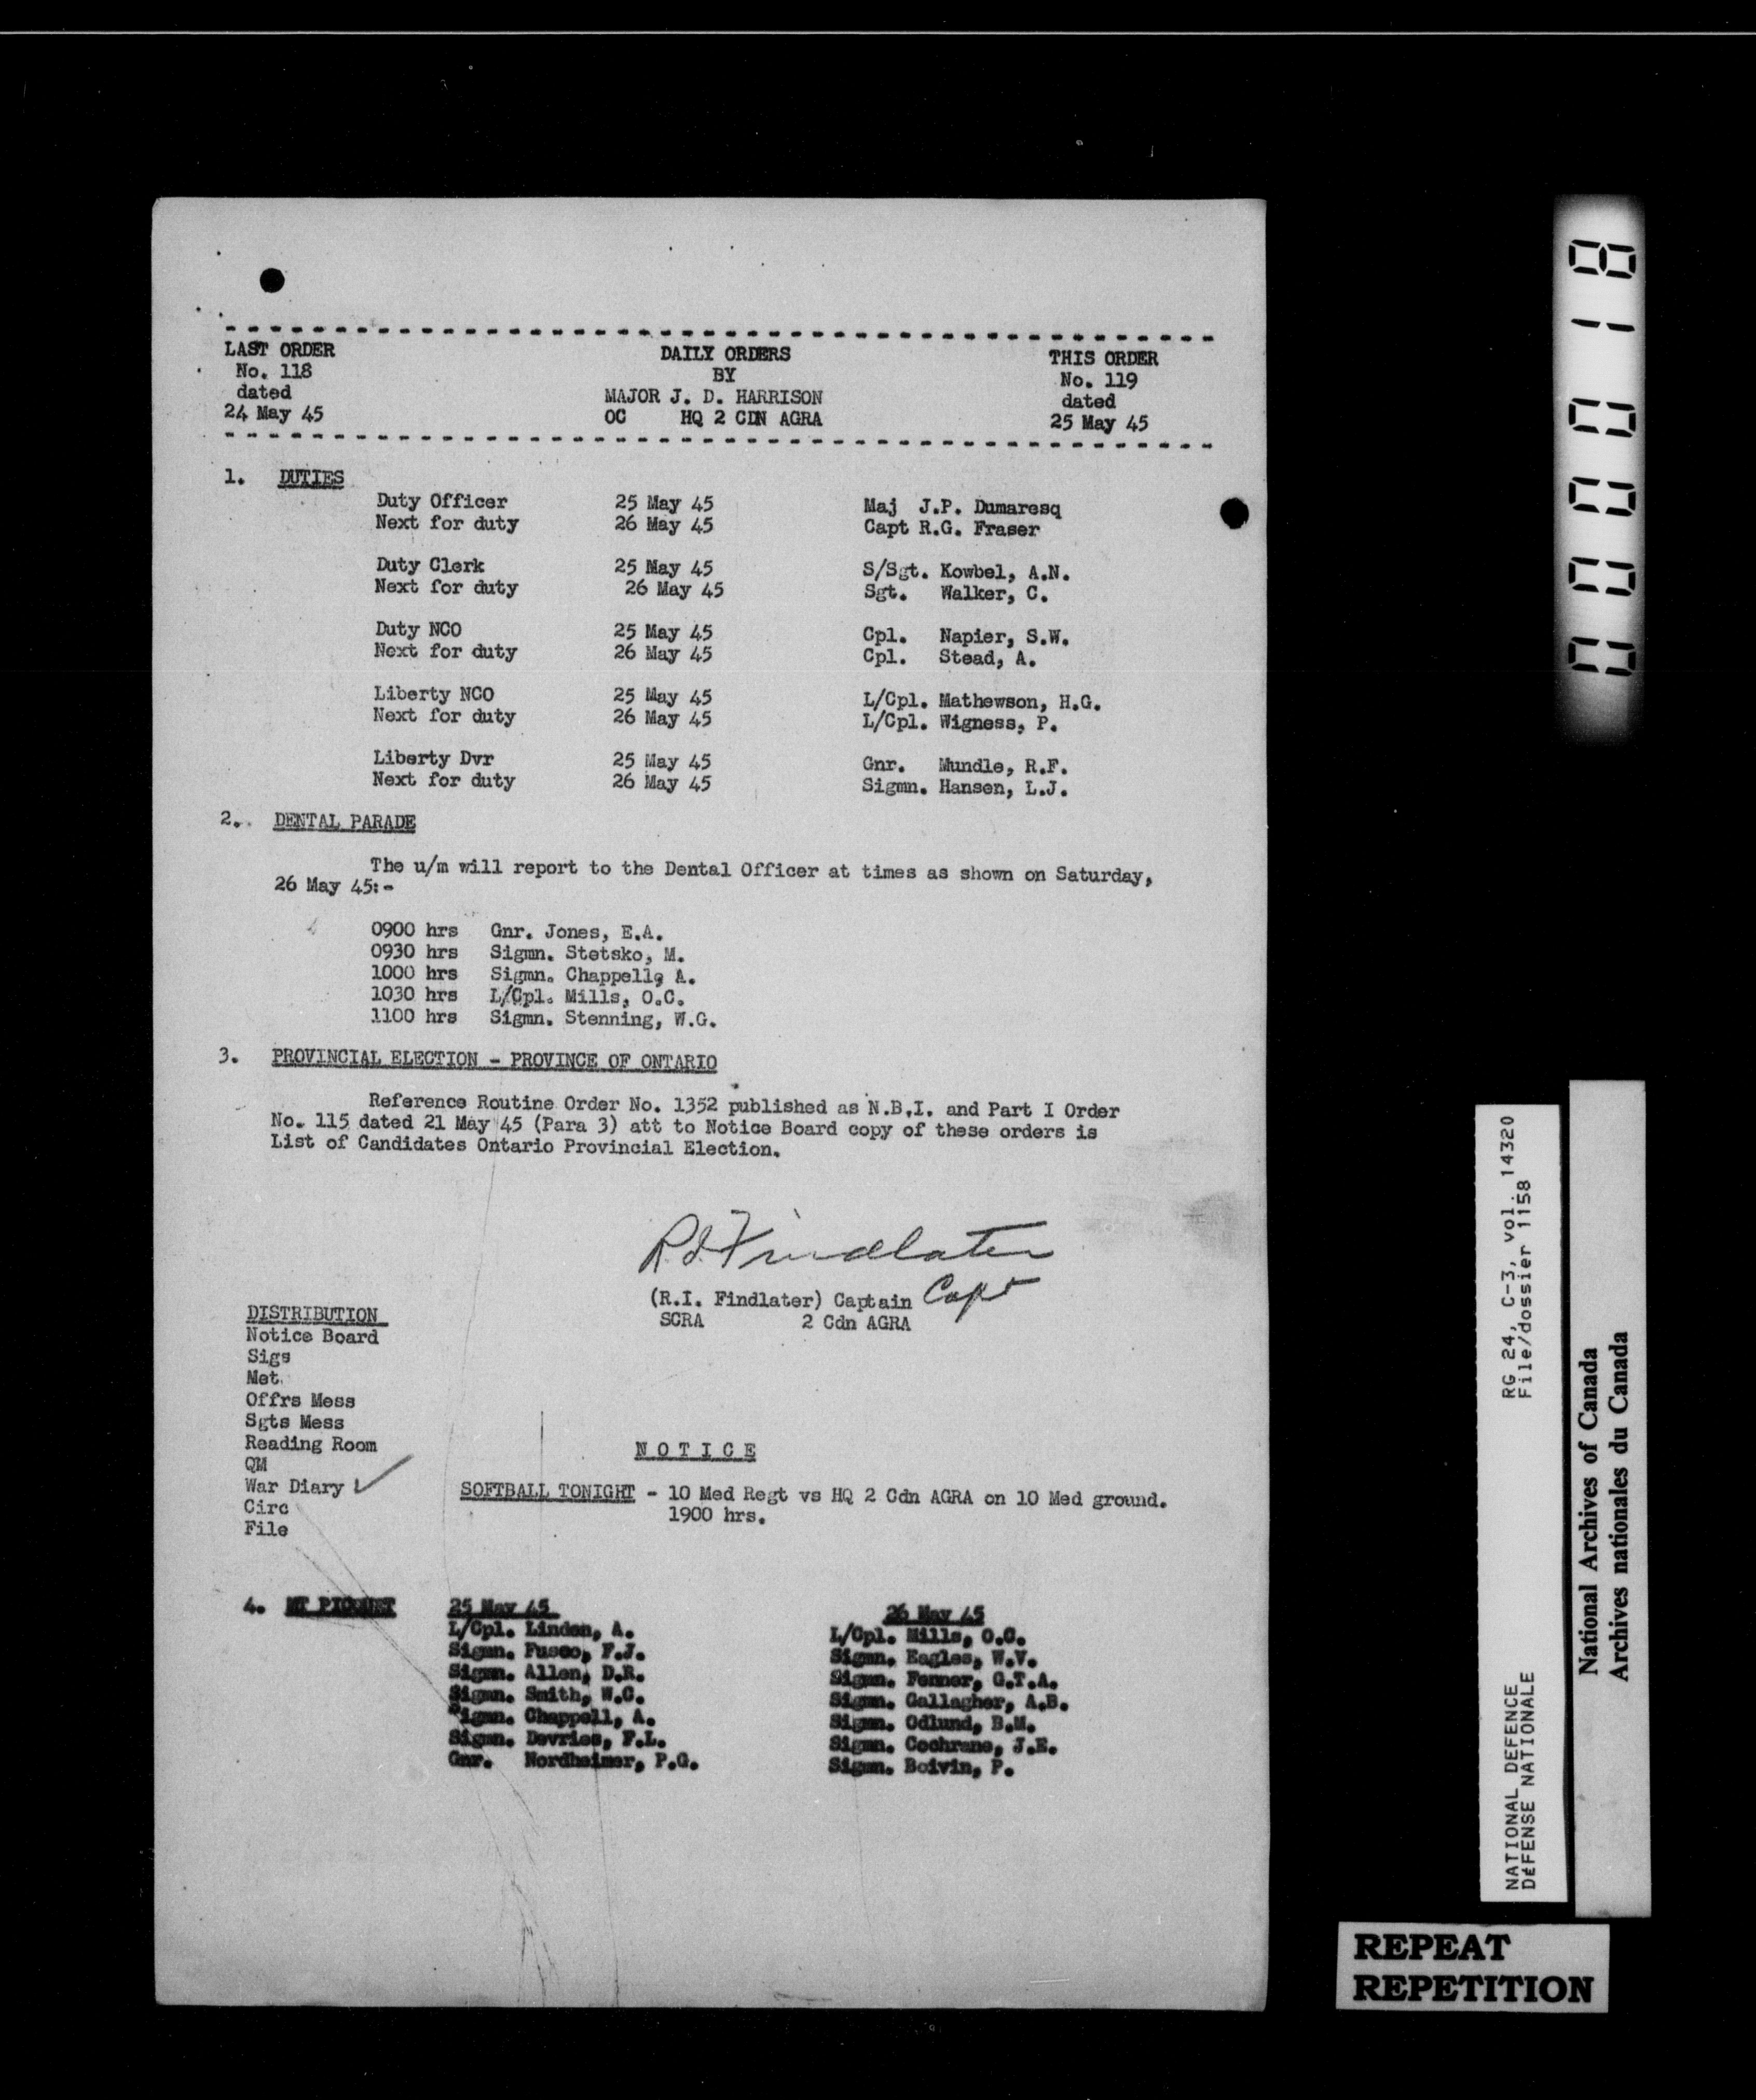 LAST ORDER DAILY ORDERS THIS ORDER
No. 118 BY No. 119
dated MAJOR J. D. HARRISON dated
24 May 45 OC HQ 2 CDN AGRA 25 May 45
1. DUTIES
Duty Officer 25 May 45 Maj J.P. Dumaresq
Next for duty 26 May 45 Capt R.G. Fraser
Duty Clerk 25 May 45 S/Sgt. Kowbel, A.N.
Next for duty 26 May 45 Sgt. Walker, C.
Duty NCO 25 May 45 Cpl. Napier, S.W.
Next for duty 26 May 45 Cpl. Stead, A.
Liberty NCO 25 May 45 L/Cpl. Mathewson, H.G.
Next for duty 26 May 45 L/Cpl. Wigness, P.
Liberty Dvr 25 May 45 Gnr. Mundle, R.F.
Next for duty 26 May 45 Sigmn. Hansen, L.J.
2. DENTAL PARADE
The u/m will report to the Dental Officer at times as shown on Saturday,
26 May 45:-
0900 hrs Gnr. Jones, E.A.
0930 hrs Sigmn. Stetsko, M.
1000 hrs Sigmn. Chappell, A.
1030 hrs L/Cpl. Mills, O.C.
1100 hrs Sigmn. Stenning, W.G.
3. PROVINCIAL ELECTION - PROVINCE OF ONTARIO
Reference Routine Order No. 1352 published as N.B.I. and Part I Order
No. 115 dated 21 May 45 (Para 3) att to Notice Board copy of these orders is
List of Candidates Ontario Provincial Election.
R.I. Findlater
(R.I. Findlater) Captain Capt
SCRA 2 Cdn AGRA
DISTRIBUTION
Notice Board
Sigs
Met.
Offrs Mess
Sgts Mess
Reading Room
QM
War Diary ✓
Circ
File
NOTICE
SOFTBALL TONIGHT - 10 Med Regt vs HQ 2 Cdn AGRA on 10 Med ground.
1900 hrs.
4. MT PICQUET 25 May 45 26 May 45
L/Cpl. Linden, A. L/Cpl. Mills, O.C.
Sigmn. Fusco, F.J. Sigmn. Eagles, W.V.
Sigmn. Allen, D.R. Sigmn. Fenner, G.T.A.
Sigmn. Smith, W.C. Sigmn. Gallagher, A.B.
Sigmn. Chappell, A. Sigmn. Odlund, B.M.
Sigmn. Devries, F.L. Sigmn. Cochrane, J.E.
Gnr. Nordheimer, P.G. Sigmn. Boivin, P.
000018
NATIONAL DEFENCE RG 24, C-3, vol. 14320
DéFENSE NATIONALE File/dossier 1158
National Archives of Canada
Archives nationales du Canada
REPEAT
REPETITION